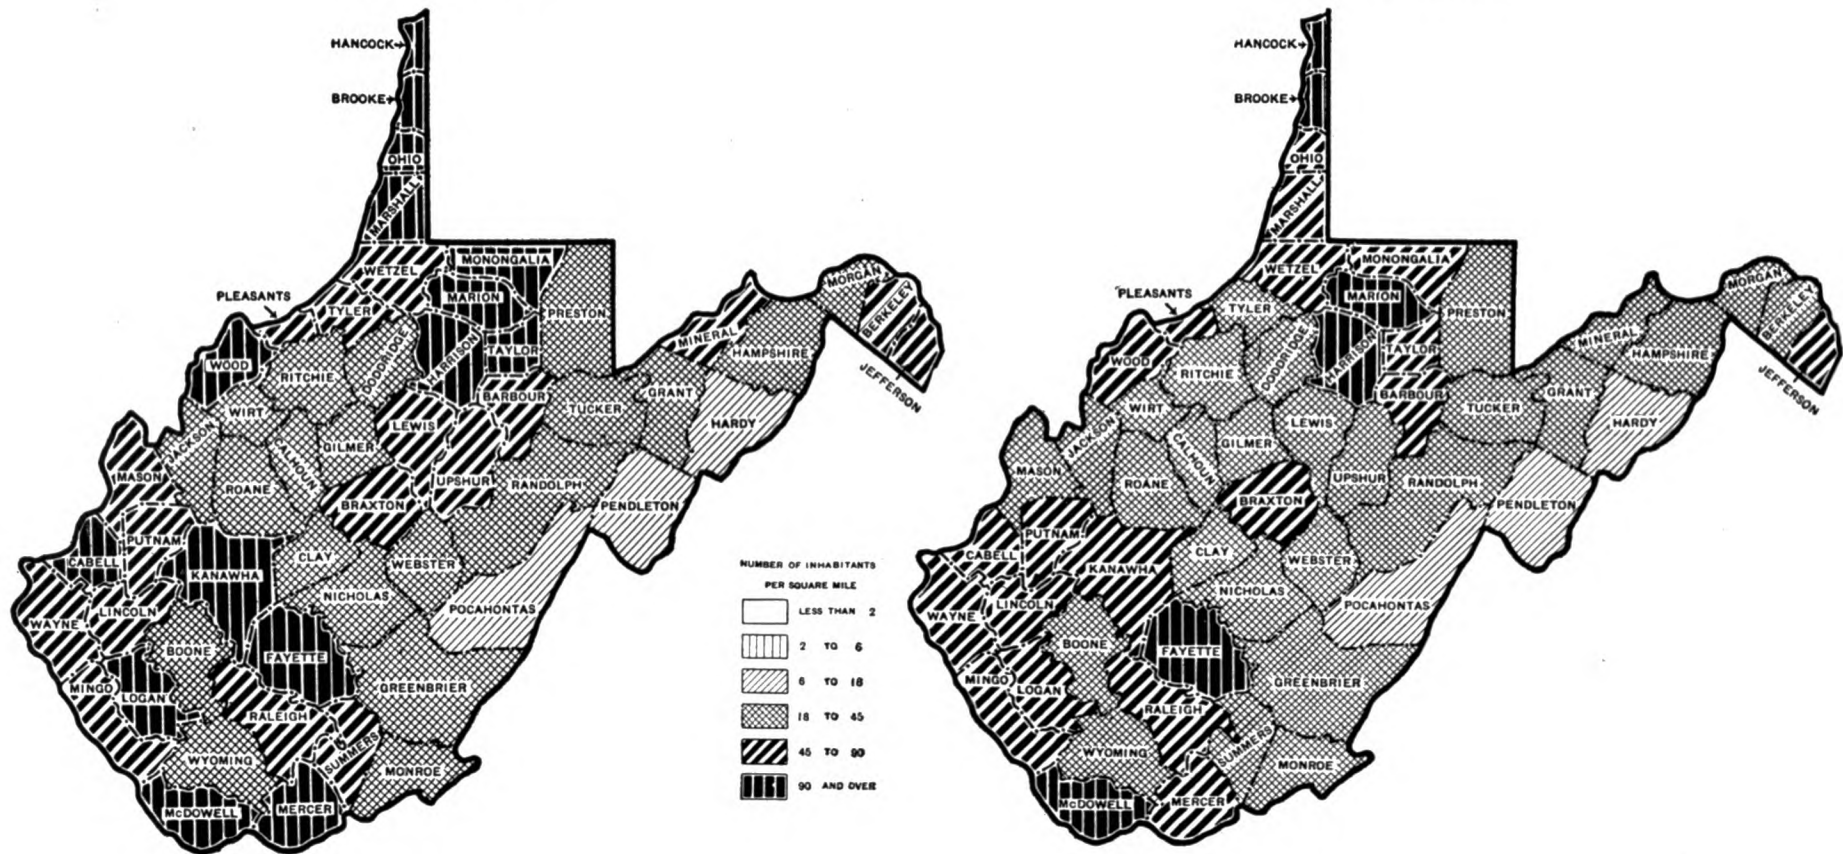 HANCOCK
BROOKE
OHIO
MARSHALL
WETZEL
MONONGALIA
MARION
PRESTON
PLEASANTS
TYLER
HARRISON
TAYLOR
WOOD
RITCHIE
DODDRIDGE
BARBOUR
MORGAN
BERKELEY
MINERAL
HAMPSHIRE
JEFFERSON
WIRT
LEWIS
TUCKER
GRANT
HARDY
JACKSON
CALHOUN
GILMER
MASON
ROANE
UPSHUR
RANDOLPH
BRAXTON
PENDLETON
PUTNAM
CABELL
CLAY
WEBSTER
KANAWHA
NICHOLAS
POCAHONTAS
LINCOLN
WAYNE
BOONE
FAYETTE
GREENBRIER
MINGO
LOGAN
RALEIGH
SUMMERS
WYOMING
MONROE
McDOWELL
MERCER
NUMBER OF INHABITANTS
PER SQUARE MILE
LESS THAN 2
2 TO 6
6 TO 18
18 TO 45
45 TO 90
90 AND OVER
HANCOCK
BROOKE
OHIO
MARSHALL
WETZEL
MONONGALIA
MARION
PRESTON
PLEASANTS
TYLER
HARRISON
TAYLOR
WOOD
RITCHIE
DODDRIDGE
BARBOUR
MORGAN
BERKELEY
MINERAL
HAMPSHIRE
JEFFERSON
WIRT
LEWIS
TUCKER
GRANT
HARDY
JACKSON
CALHOUN
GILMER
MASON
ROANE
UPSHUR
RANDOLPH
BRAXTON
PENDLETON
PUTNAM
CABELL
CLAY
WEBSTER
KANAWHA
NICHOLAS
POCAHONTAS
LINCOLN
WAYNE
BOONE
FAYETTE
GREENBRIER
MINGO
LOGAN
RALEIGH
SUMMERS
WYOMING
MONROE
McDOWELL
MERCER